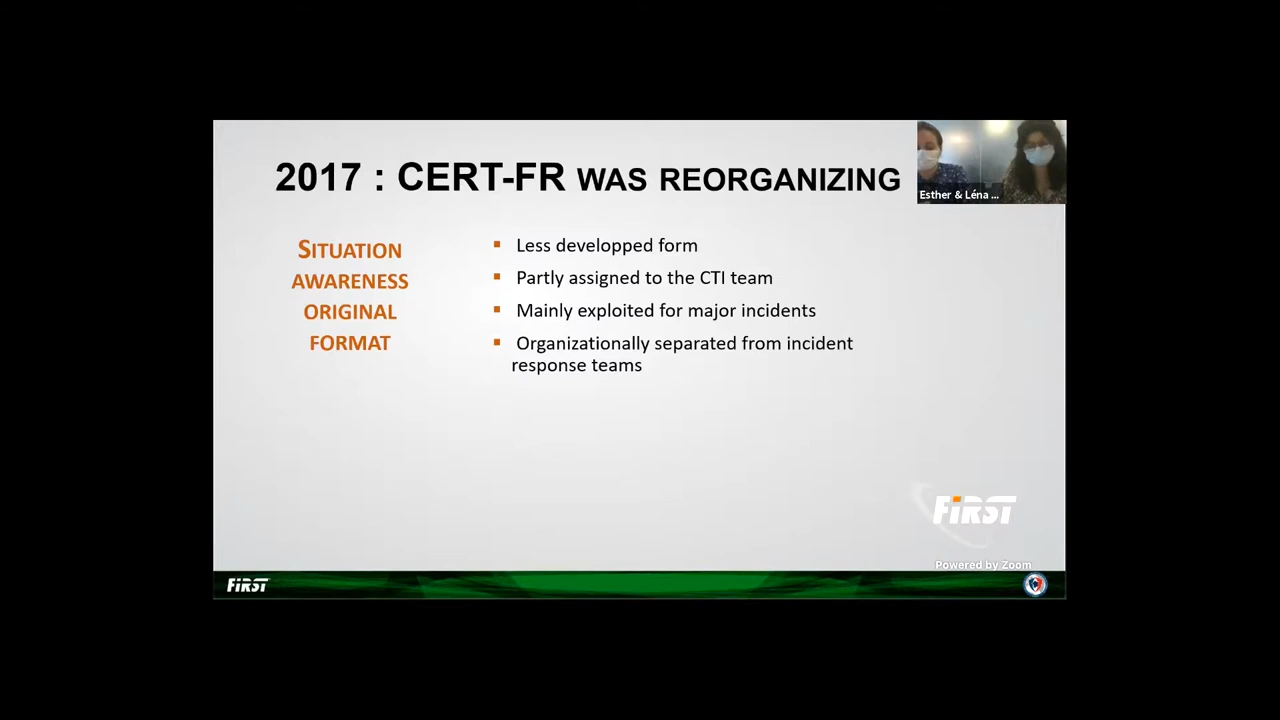 2017 : CERT-FR WAS REORGANIZING
Esther & Léna ...
SITUATION
AWARENESS
ORIGINAL
FORMAT
▪ Less developped form
▪ Partly assigned to the CTI team
▪ Mainly exploited for major incidents
▪ Organizationally separated from incident
response teams
FiRST
Powered by Zoom
FiRST